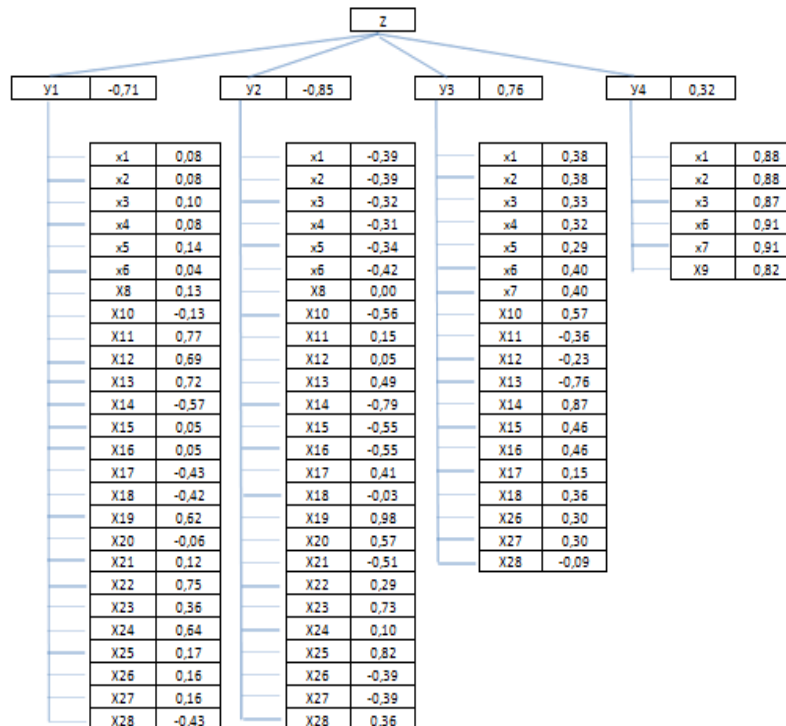 Z
У1 -0,71
x1 0,08
x2 0,08
x3 0,10
x4 0,08
x5 0,14
x6 0,04
X8 0,13
X10 -0,13
X11 0,77
X12 0,69
X13 0,72
X14 -0,57
X15 0,05
X16 0,05
X17 -0,43
X18 -0,42
X19 0,62
X20 -0,06
X21 0,12
X22 0,75
X23 0,36
X24 0,64
X25 0,17
X26 0,16
X27 0,16
X28 -0,43
У2 -0,85
x1 -0,39
x2 -0,39
x3 -0,32
x4 -0,31
x5 -0,34
x6 -0,42
X8 0,00
X10 -0,56
X11 0,15
X12 0,05
X13 0,49
X14 -0,79
X15 -0,55
X16 -0,55
X17 0,41
X18 -0,03
X19 0,98
X20 0,57
X21 -0,51
X22 0,29
X23 0,73
X24 0,10
X25 0,82
X26 -0,39
X27 -0,39
X28 0,36
У3 0,76
x1 0,38
x2 0,38
x3 0,33
x4 0,32
x5 0,29
x6 0,40
x7 0,40
X10 0,57
X11 -0,36
X12 -0,23
X13 -0,76
X14 0,87
X15 0,46
X16 0,46
X17 0,15
X18 0,36
X26 0,30
X27 0,30
X28 -0,09
У4 0,32
x1 0,88
x2 0,88
x3 0,87
x6 0,91
x7 0,91
X9 0,82